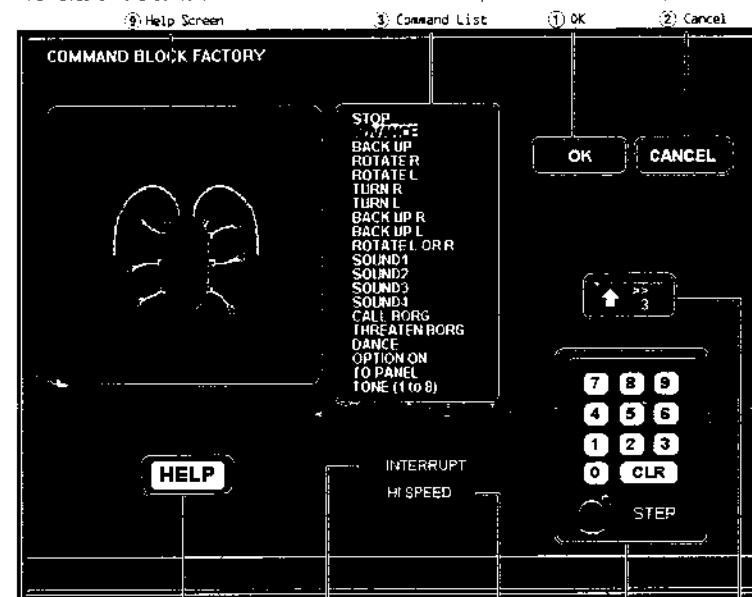 ⑨ Help Screen
③ Command List
① OK
② Cancel
COMMAND BLOCK FACTORY
STOP
ADVANCE
BACK UP
ROTATE R
ROTATE L
TURN R
TURN L
BACK UP R
BACK UP L
ROTATE L OR R
SOUND1
SOUND2
SOUND3
SOUND4
CALL BORG
THREATEN BORG
DANCE
OPTION ON
TO PANEL
TONE (1 to 8)
OK
CANCEL
>>
3
7 8 9
4 5 6
1 2 3
0 CLR
STEP
HELP
INTERRUPT
HI SPEED